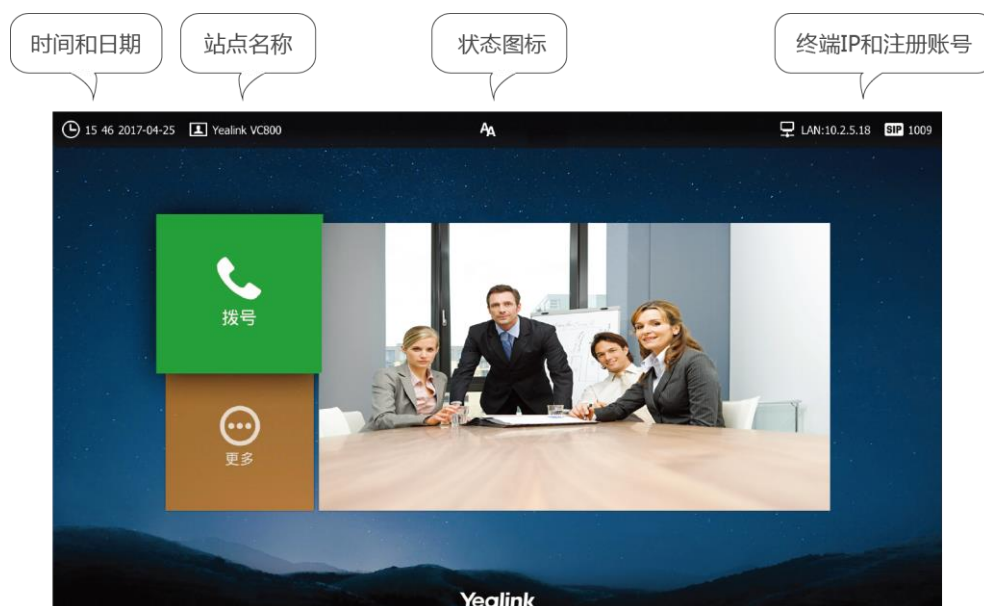 时间和日期
站点名称
状态图标
终端IP和注册账号
15 46 2017-04-25
Yealink VC800
AA
LAN:10.2.5.18
SIP 1009
拨号
更多
Yealink